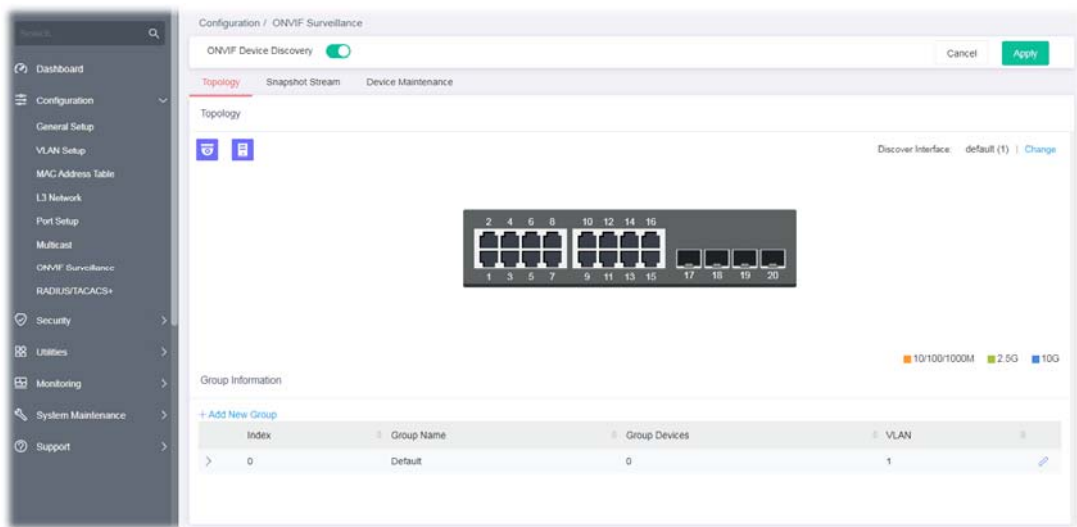 Search
Configuration / ONVIF Surveillance
ONVIF Device Discovery
Cancel
Apply
Dashboard
Configuration
General Setup
VLAN Setup
MAC Address Table
L3 Network
Port Setup
Multicast
ONVIF Surveillance
RADIUS/TACACS+
Security
Utilities
Monitoring
System Maintenance
Support
Topology Snapshot Stream Device Maintenance
Topology
Discover Interface: default (1) | Change
2 4 6 8 10 12 14 16
1 3 5 7 9 11 13 15 17 18 19 20
10/100/1000M 2.5G 10G
Group Information
+ Add New Group
Index Group Name Group Devices VLAN
0 Default 0 1